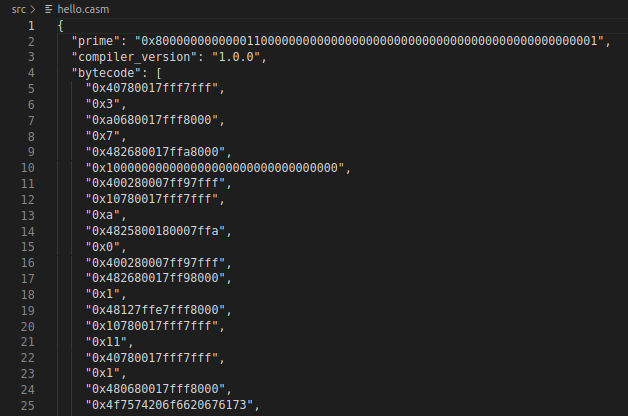 src > hello.casm
1 {
2 "prime": "0x800000000000011000000000000000000000000000000000000000000000001",
3 "compiler_version": "1.0.0",
4 "bytecode": [
5 "0x40780017fff7fff",
6 "0x3",
7 "0xa0680017fff8000",
8 "0x7",
9 "0x482680017ffa8000",
10 "0x100000000000000000000000000000000",
11 "0x400280007ff97fff",
12 "0x10780017fff7fff",
13 "0xa",
14 "0x4825800180007ffa",
15 "0x0",
16 "0x400280007ff97fff",
17 "0x482680017ff98000",
18 "0x1",
19 "0x48127ffe7fff8000",
20 "0x10780017fff7fff",
21 "0x11",
22 "0x40780017fff7fff",
23 "0x1",
24 "0x480680017fff8000",
25 "0x4f7574206f6620676173",